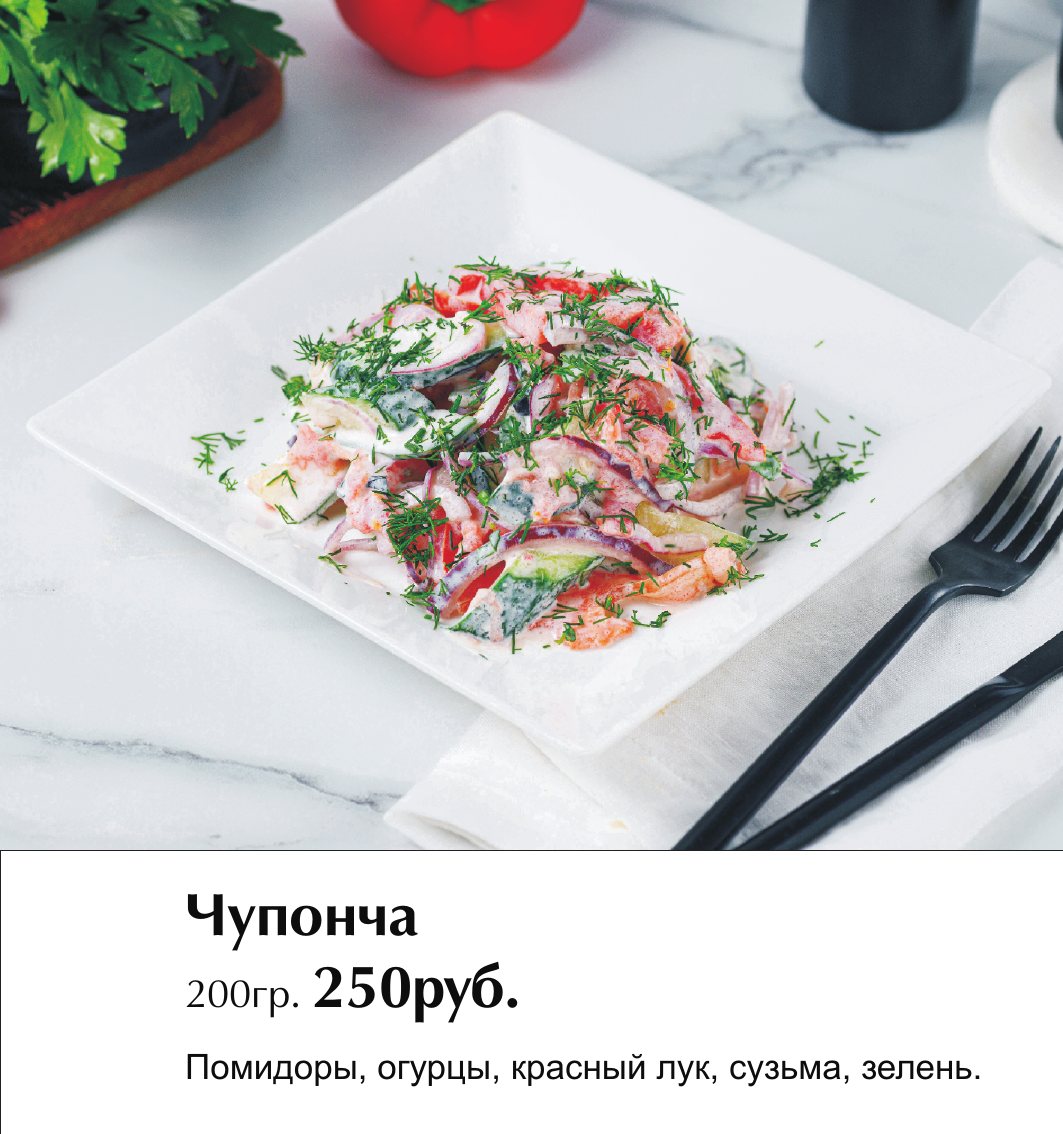 Чупонча
200гр. 250руб.
Помидоры, огурцы, красный лук, сузьма, зелень.